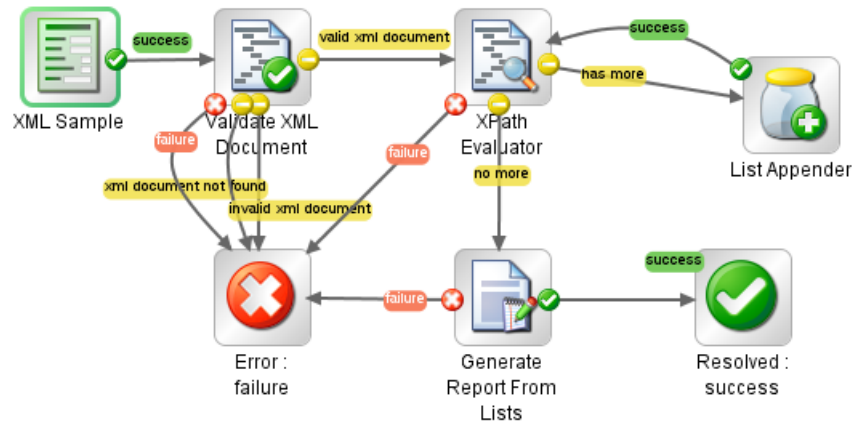 success
valid xml document
success
has more
XML Sample
Validate XML
Document
XPath
Evaluator
List Appender
failure
failure
no more
xml document not found
invalid xml document
success
failure
Error :
failure
Generate
Report From
Lists
Resolved :
success